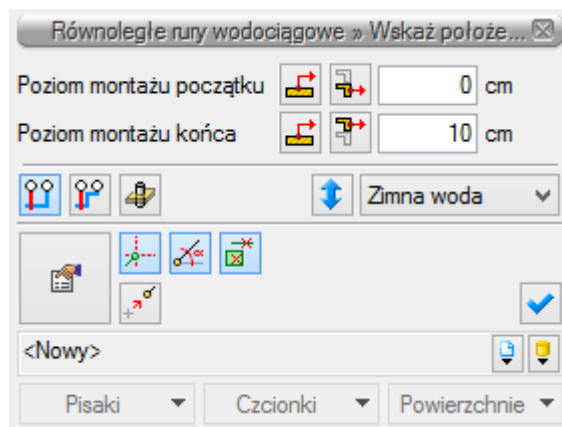 Równoległe rury wodociągowe » Wskaż położe...
Poziom montażu początku 0 cm
Poziom montażu końca 10 cm
Zimna woda
<Nowy>
Pisaki Czcionki Powierzchnie